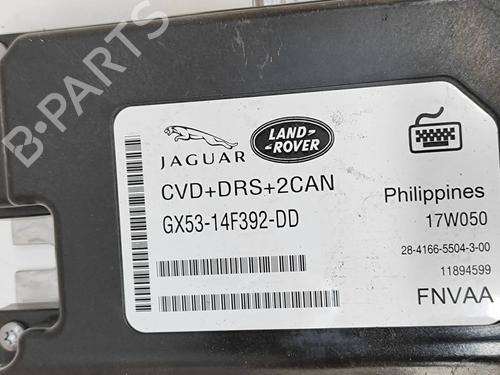 B-PARTS
JAGUAR
LAND-
ROVER
CVD+DRS+2CAN
GX53-14F392-DD
Philippines
17W050
28-4166-5504-3-00
11894599
FNVAA